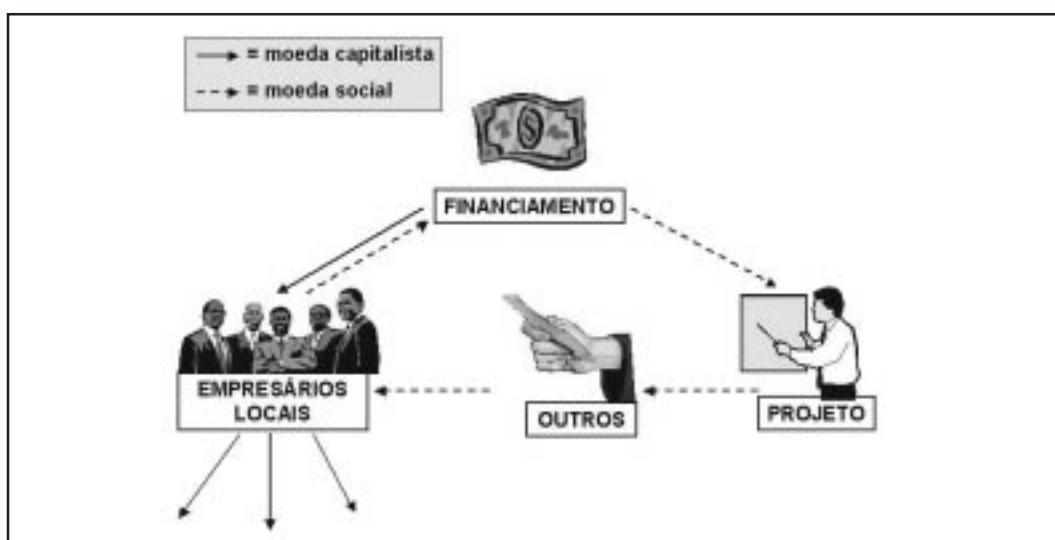 = moeda capitalista
= moeda social
$
FINANCIAMENTO
EMPRESÁRIOS
LOCAIS
OUTROS
PROJETO